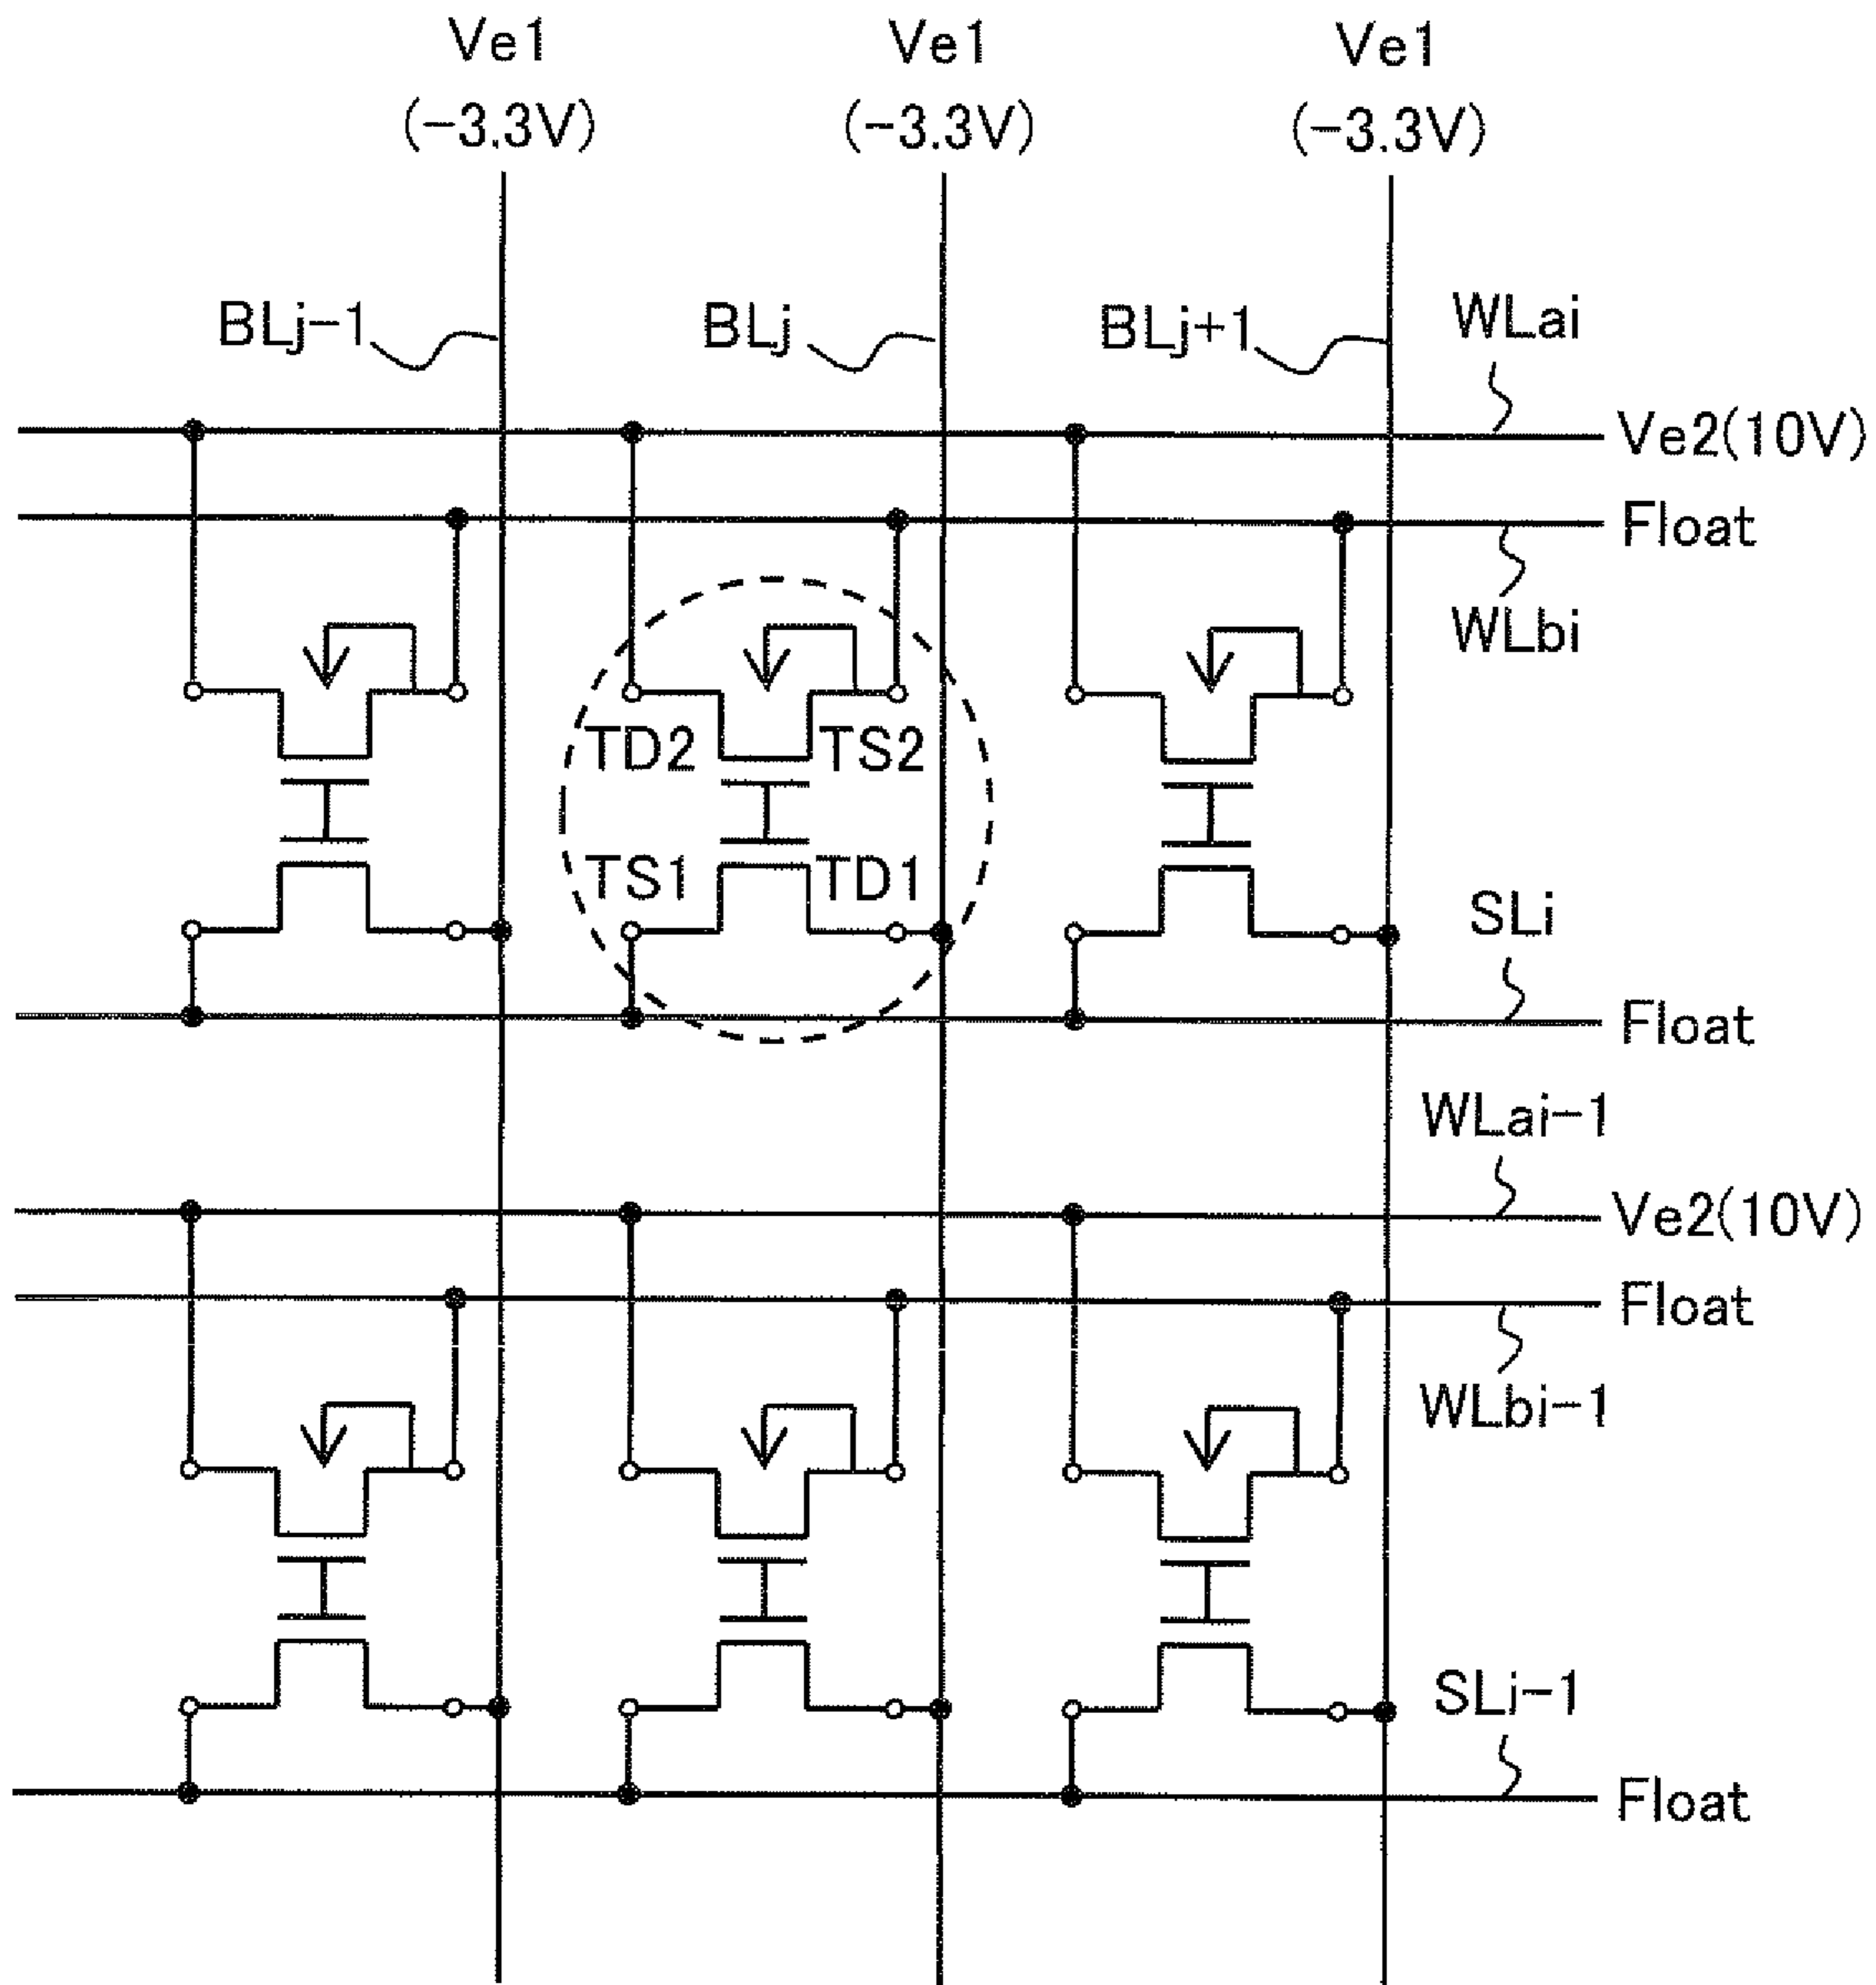 Ve1 Ve1 Ve1
(-3.3V) (-3.3V) (-3.3V)
BLj-1 BLj BLj+1 WLai
Ve2(10V)
Float
WLbi
TD2 TS2
TS1 TD1
SLi
Float
WLai-1
Ve2(10V)
Float
WLbi-1
SLi-1
Float